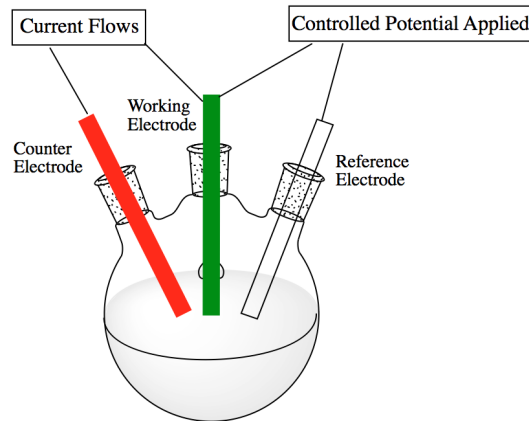 Current Flows
Controlled Potential Applied
Working
Electrode
Counter
Electrode
Reference
Electrode